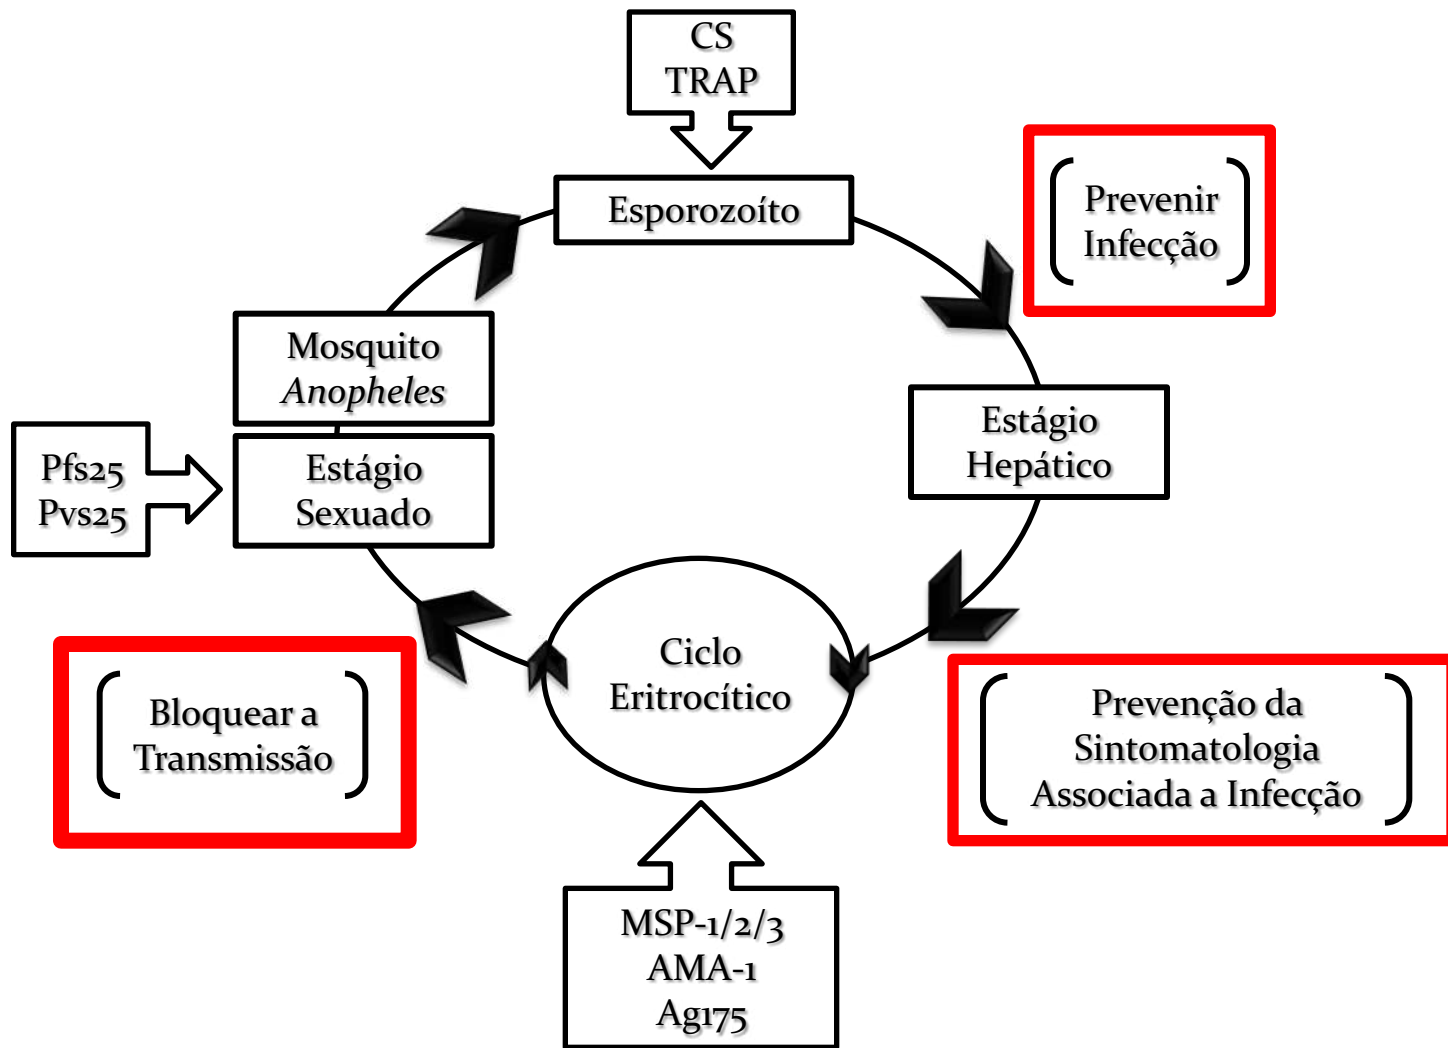 CS
TRAP
Esporozoíto
Prevenir
Infecção
Mosquito
Anopheles
Estágio
Hepático
Pfs25
Pvs25
Estágio
Sexuado
Ciclo
Eritrocítico
Bloquear a
Transmissão
Prevenção da
Sintomatologia
Associada a Infecção
MSP-1/2/3
AMA-1
Ag175